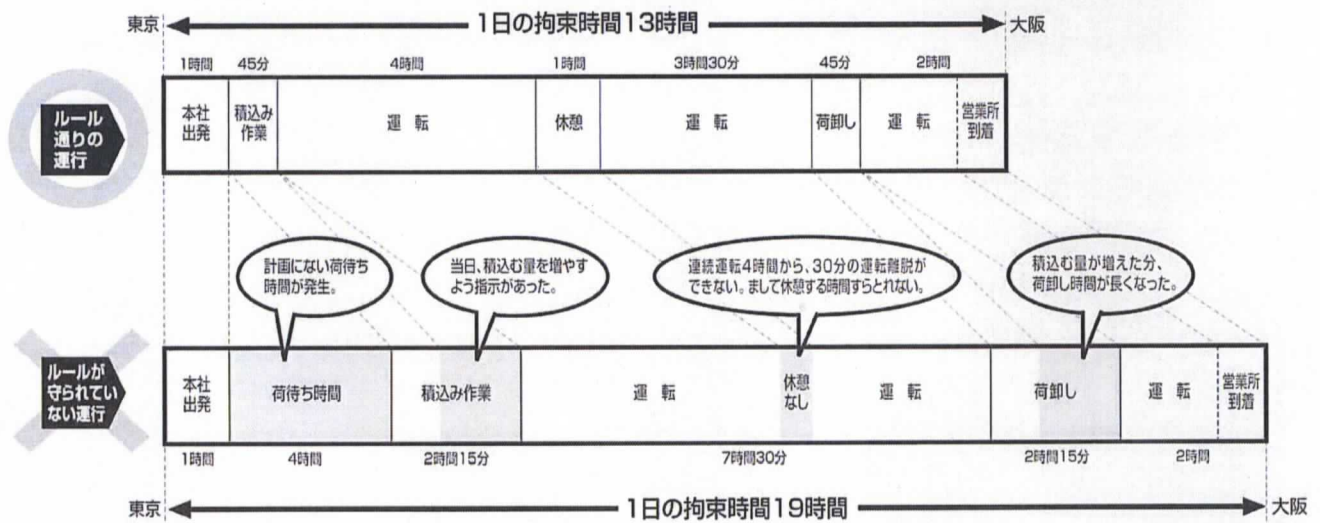 東京 1日の拘束時間13時間 大阪
1時間 45分 4時間 1時間 3時間30分 45分 2時間
ルール
通りの
運行
本社
出発
積込み
作業
運転
休憩
運転
荷卸し
運転
営業所
到着
計画にない荷待ち
時間が発生。
当日、積込む量を増やす
よう指示があった。
連続運転4時間から、30分の運転離脱が
できない。まして休憩する時間すらとれない。
積込む量が増えた分、
荷卸し時間が長くなった。
ルールが
守られてい
ない運行
本社
出発
荷待ち時間
積込み作業
運転
休憩
なし
運転
荷卸し
運転
営業所
到着
1時間 4時間 2時間15分 7時間30分 2時間15分 2時間
東京 1日の拘束時間19時間 大阪